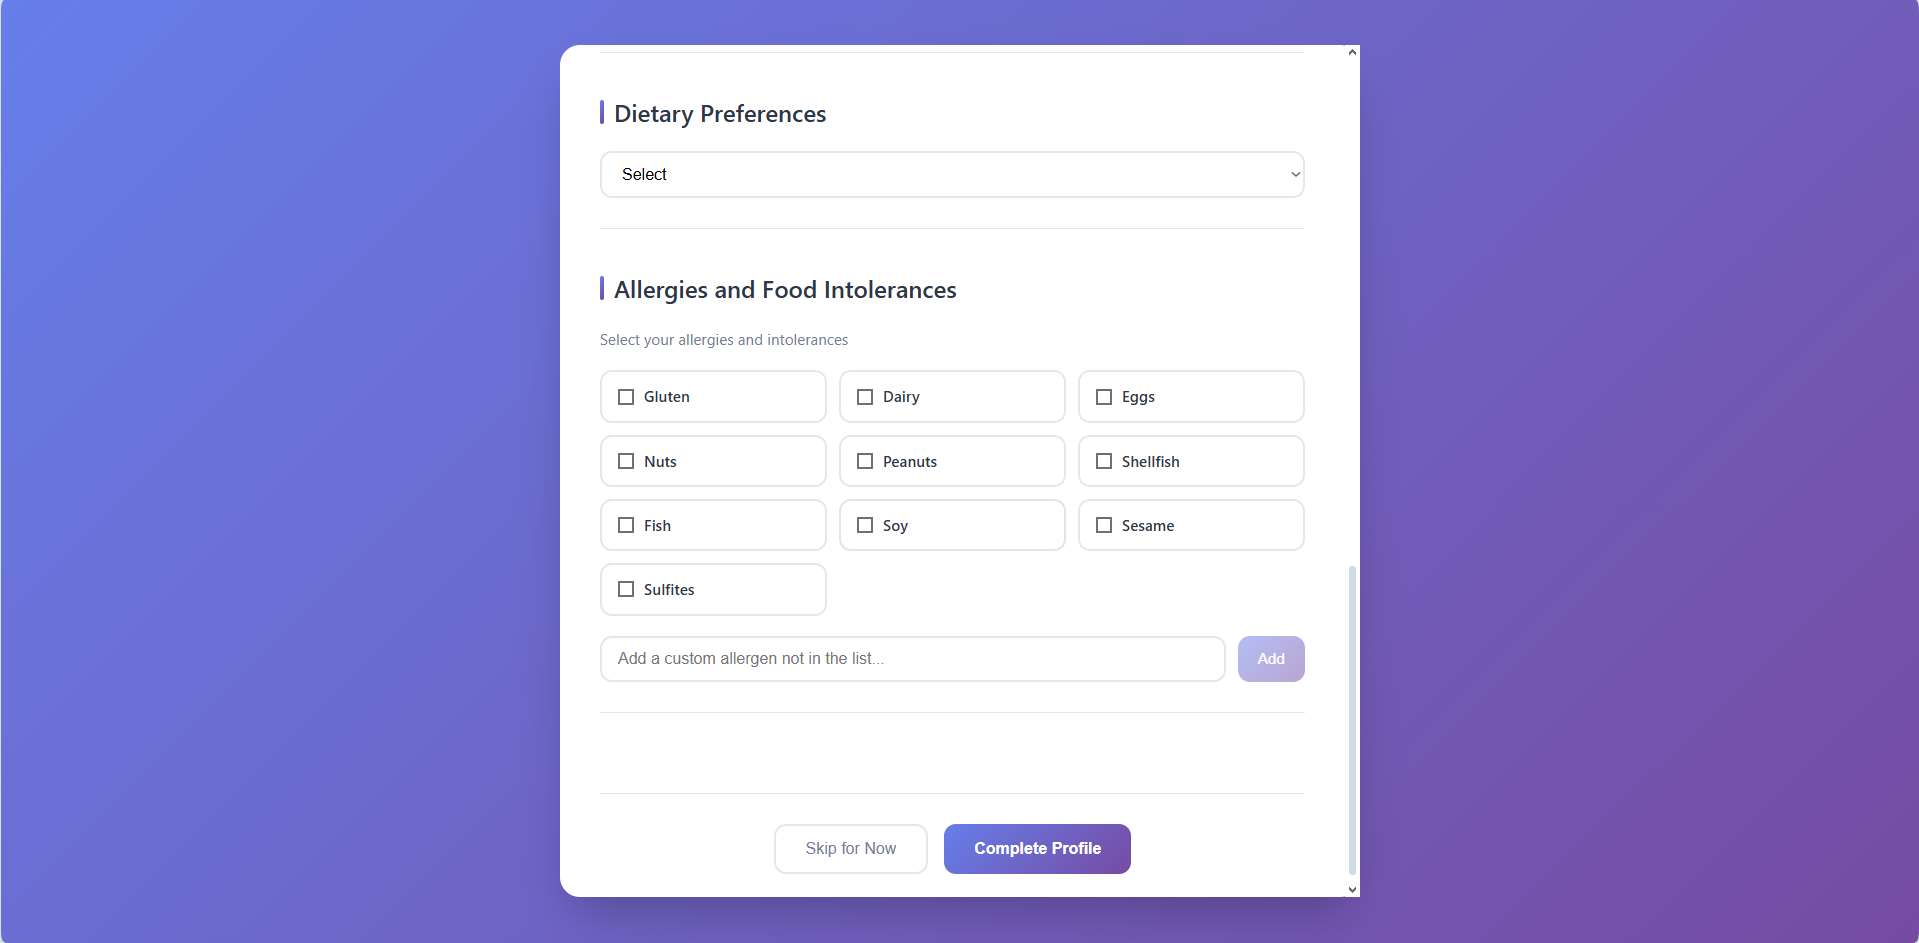 Dietary Preferences
Select
Allergies and Food Intolerances
Select your allergies and intolerances
Gluten
Dairy
Eggs
Nuts
Peanuts
Shellfish
Fish
Soy
Sesame
Sulfites
Add a custom allergen not in the list...
Add
Skip for Now
Complete Profile